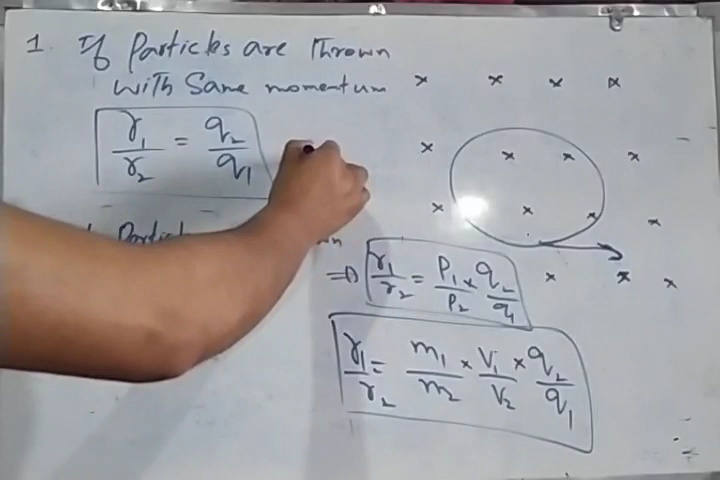 1. If Particles are Thrown
with Same momentum
r₁/r₂ = q₂/q₁
⇒ r₁/r₂ = P₁/P₂ × q₂/q₁
r₁/r₂ = m₁/m₂ × V₁/V₂ × q₂/q₁